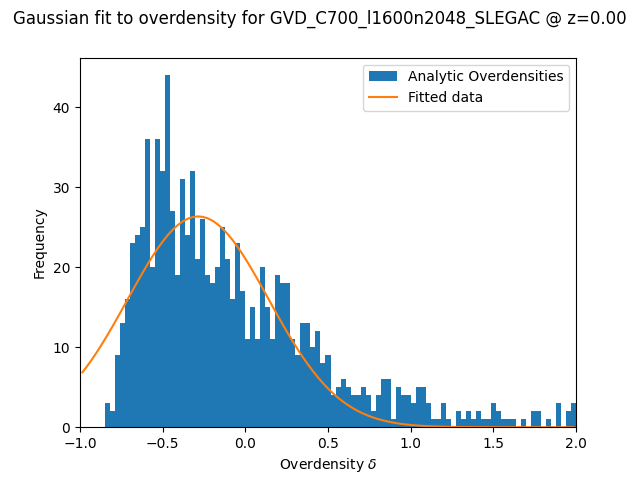 Gaussian fit to overdensity for GVD_C700_l1600n2048_SLEGAC @ z=0.00
Analytic Overdensities
Fitted data
Frequency
40
30
20
10
0
−1.0 −0.5 0.0 0.5 1.0 1.5 2.0
Overdensity δ